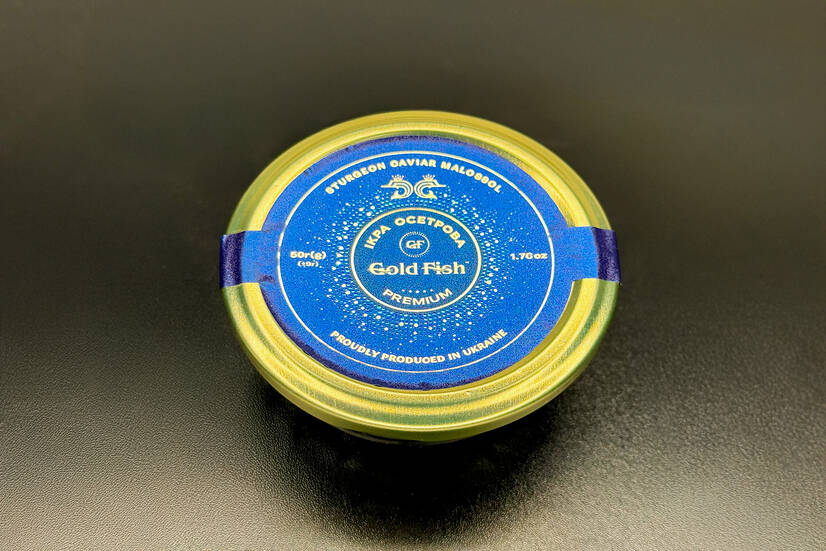 STURGEON CAVIAR MALOSSOL
ІКРА ОСЕТРОВА
GF
Gold Fish
PREMIUM
50г(g)
1.76oz
PROUDLY PRODUCED IN UKRAINE